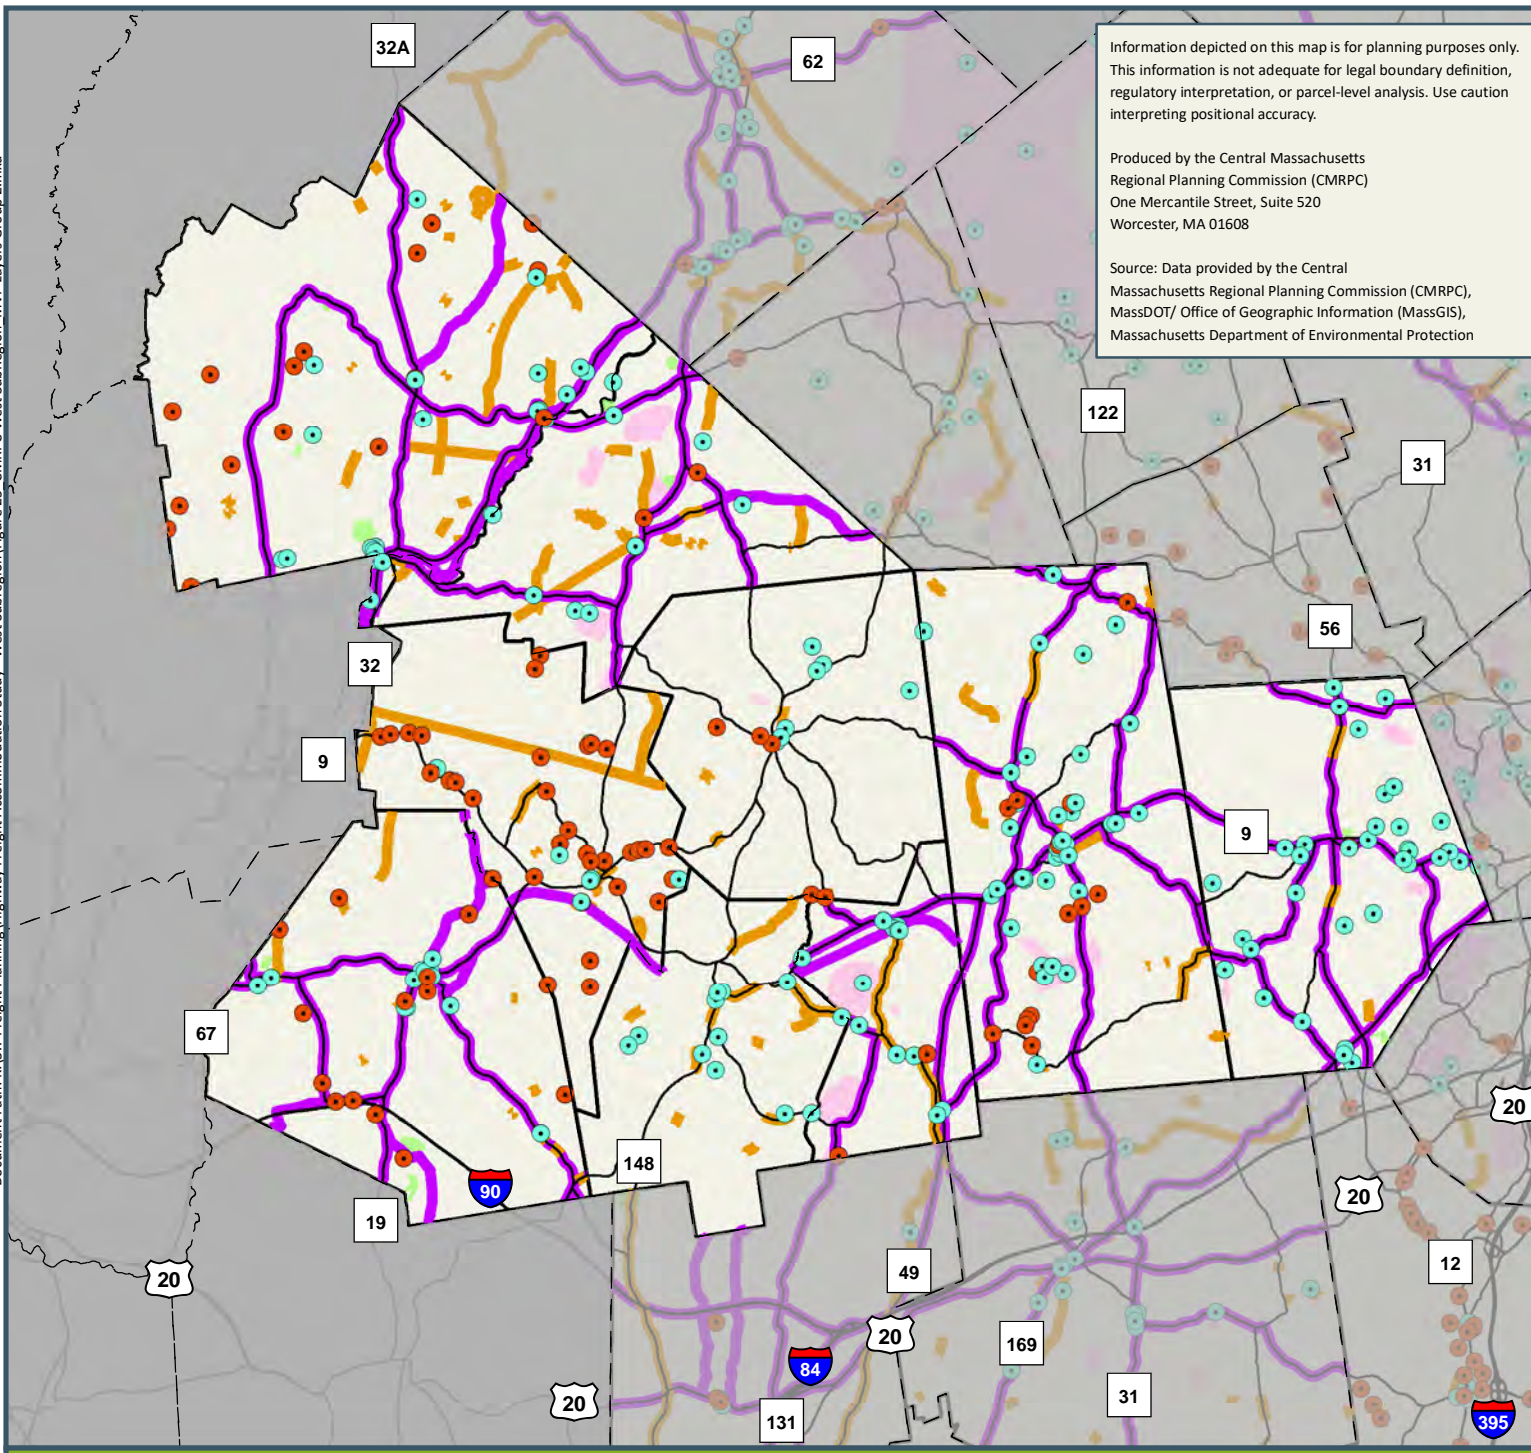 32A
62
Information depicted on this map is for planning purposes only.
This information is not adequate for legal boundary definition,
regulatory interpretation, or parcel-level analysis. Use caution
interpreting positional accuracy.
Produced by the Central Massachusetts
Regional Planning Commission (CMRPC)
One Mercantile Street, Suite 520
Worcester, MA 01608
Source: Data provided by the Central
Massachusetts Regional Planning Commission (CMRPC),
MassDOT/ Office of Geographic Information (MassGIS),
Massachusetts Department of Environmental Protection
122
31
56
32
9
9
67
148
90
19
20
20
20
49
12
20
169
84
31
20
131
395